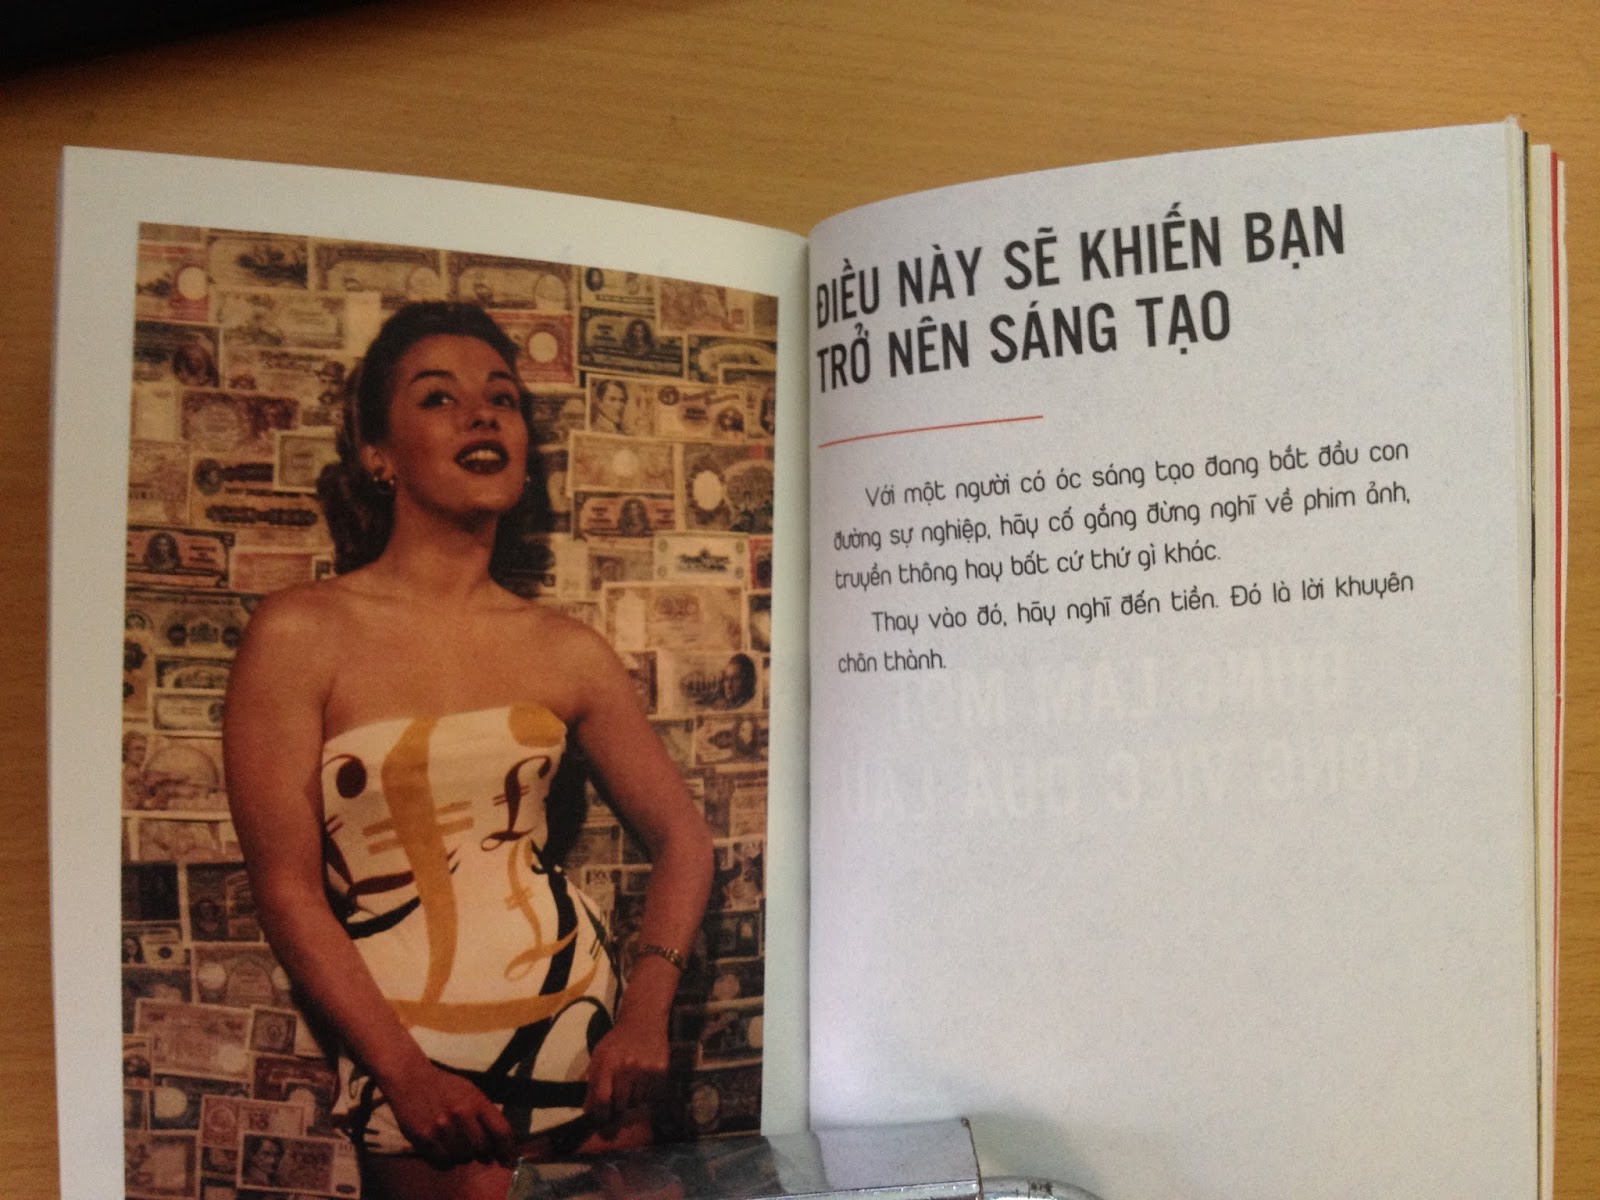 ĐIỀU NÀY SẼ KHIẾN BẠN
TRỞ NÊN SÁNG TẠO
Với một người có óc sáng tạo đang bắt đầu con
đường sự nghiệp, hãy cố gắng đừng nghĩ về phim ảnh,
truyền thông hay bất cứ thứ gì khác.
Thay vào đó, hãy nghĩ đến tiền. Đó là lời khuyên
chân thành.